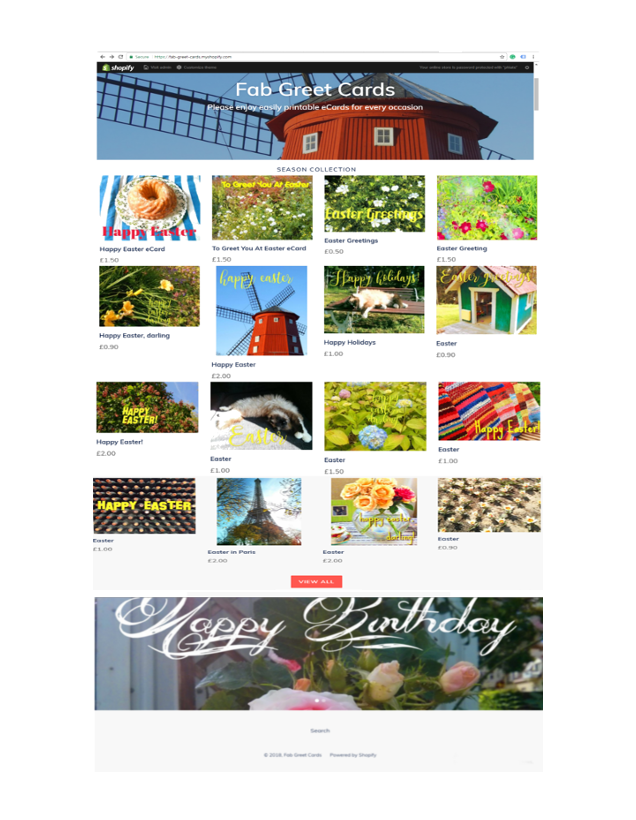 Secure
https://fab-greet-cards.myshopify.com
shopify Visit admin Customize theme Your online store is password protected with
Fab Greet Cards
Please enjoy easily printable eCards for every occasion
SEASON COLLECTION
Happy Easter
To Greet You At Easter
Easter Greetings
Happy Easter eCard
£1.50
To Greet You At Easter eCard
£1.50
Easter Greetings
£0.50
Easter Greeting
£1.50
happy easter
Happy holidays!
Easter greetings!
Happy Easter, darling
£0.90
Happy Easter
£2.00
Happy Holidays
£1.00
Easter
£0.90
HAPPY
EASTER!
Easter
Happy Easter!
Happy Easter!
£2.00
Easter
£1.00
Easter
£1.50
Easter
£1.00
HAPPY EASTER
happy easter,
darling
Easter
£1.00
Easter in Paris
£2.00
Easter
£2.00
Easter
£0.90
VIEW ALL
Happy Birthday
Search
© 2018, Fab Greet Cards Powered by Shopify